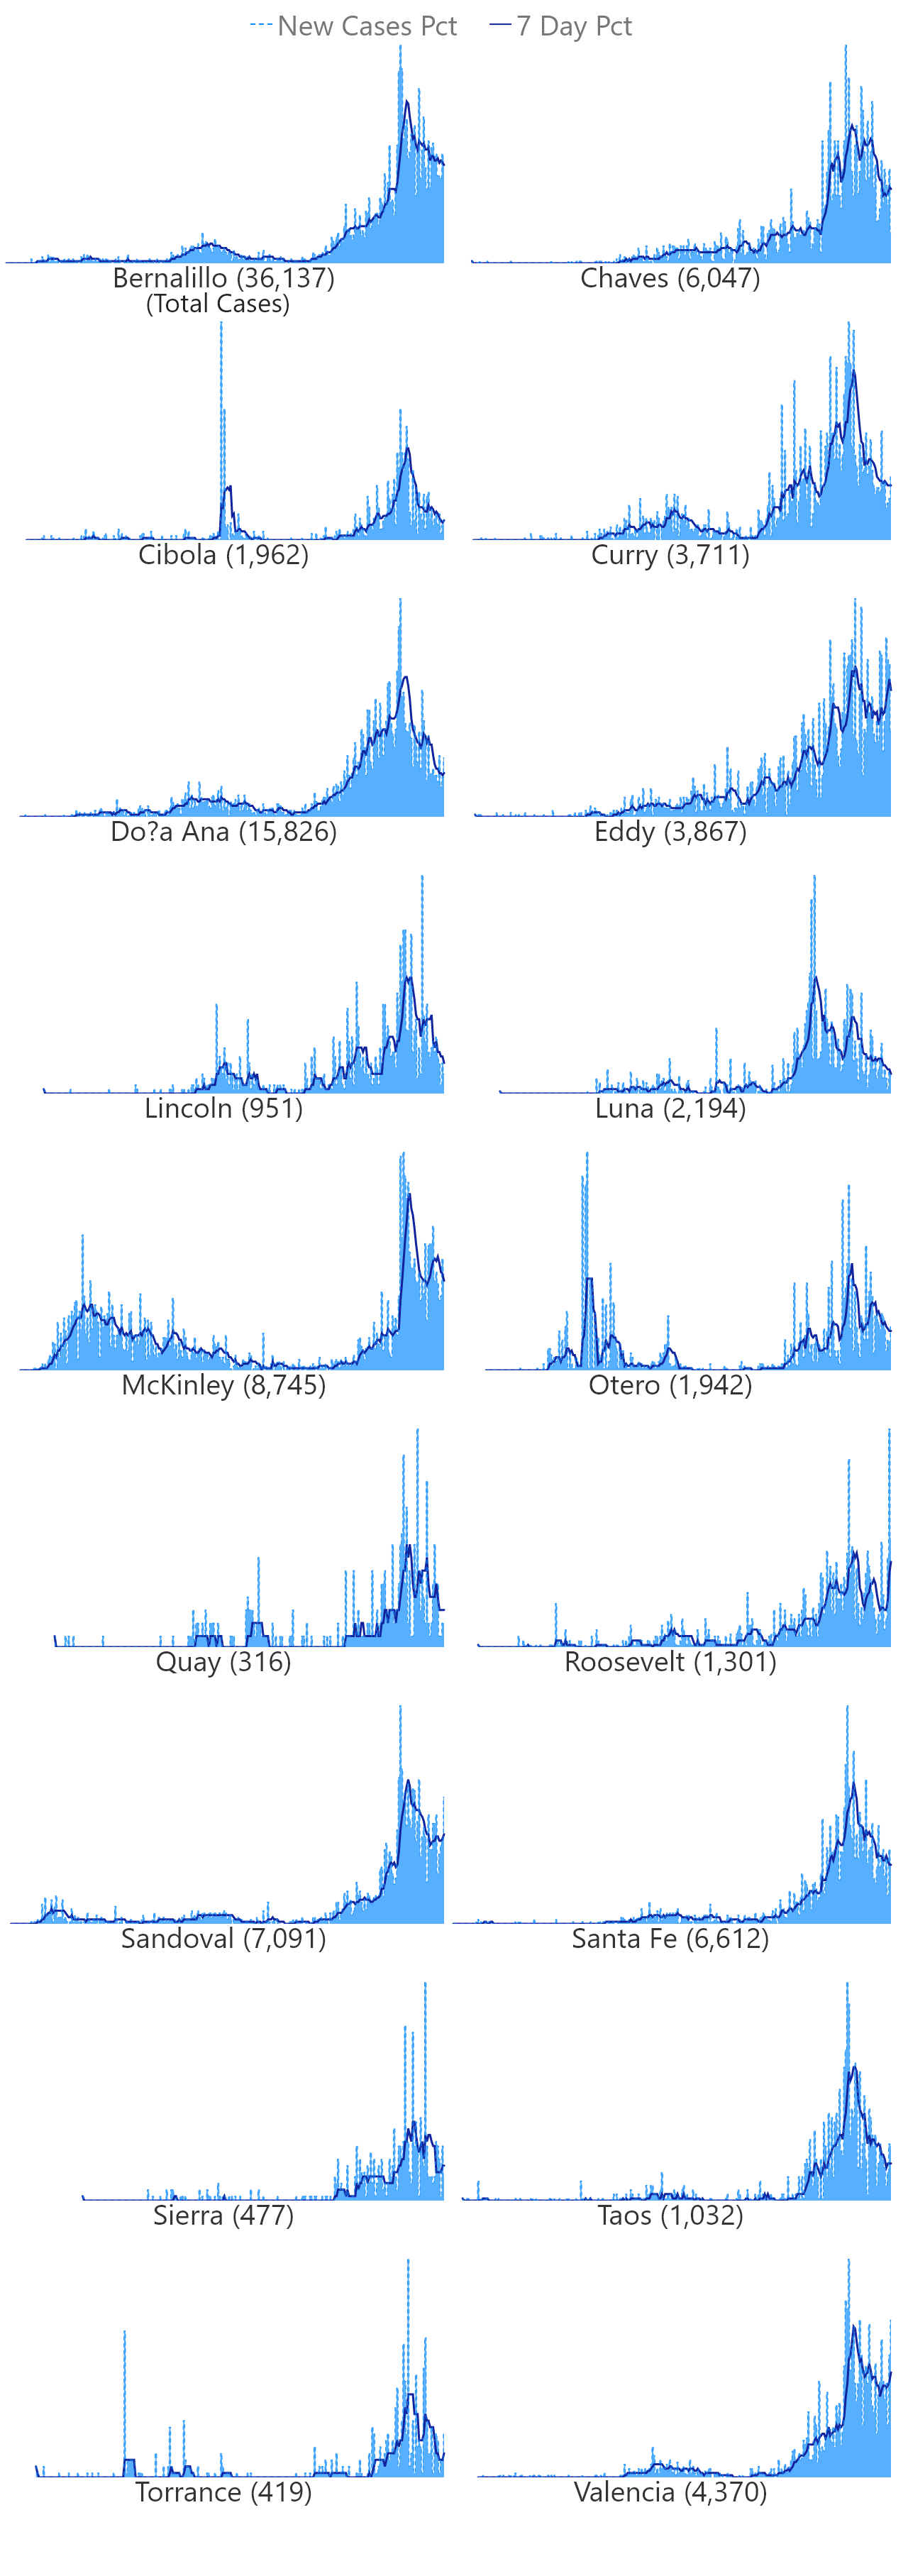 New Cases Pct 7 Day Pct
Bernalillo (36,137) Chaves (6,047)
(Total Cases)
Cibola (1,962) Curry (3,711)
Do?a Ana (15,826) Eddy (3,867)
Lincoln (951) Luna (2,194)
McKinley (8,745) Otero (1,942)
Quay (316) Roosevelt (1,301)
Sandoval (7,091) Santa Fe (6,612)
Sierra (477) Taos (1,032)
Torrance (419) Valencia (4,370)